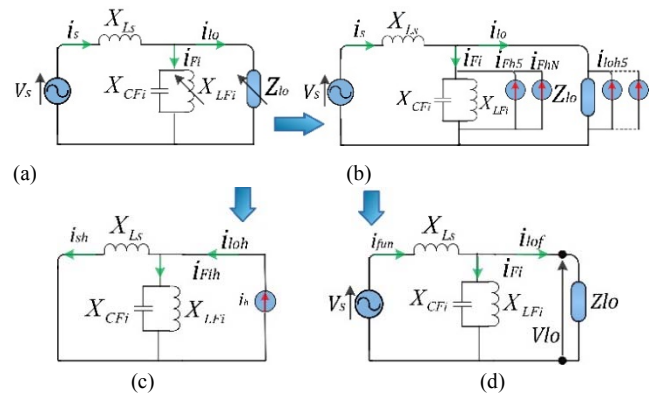 X_Ls
i_s
i_lo
i_Fi
V_s
X_CFi
X_LFi
Z_lo
(a)
X_Ls
i_s
i_lo
i_Fi
i_Fh5
i_FhN
i_loh5
V_s
X_CFi
X_LFi
Z_lo
(b)
X_Ls
i_sh
i_loh
i_Fih
X_CFi
X_LFi
i_h
(c)
X_Ls
i_fun
i_lof
i_Fi
V_s
X_CFi
X_LFi
Zlo
Vlo
(d)